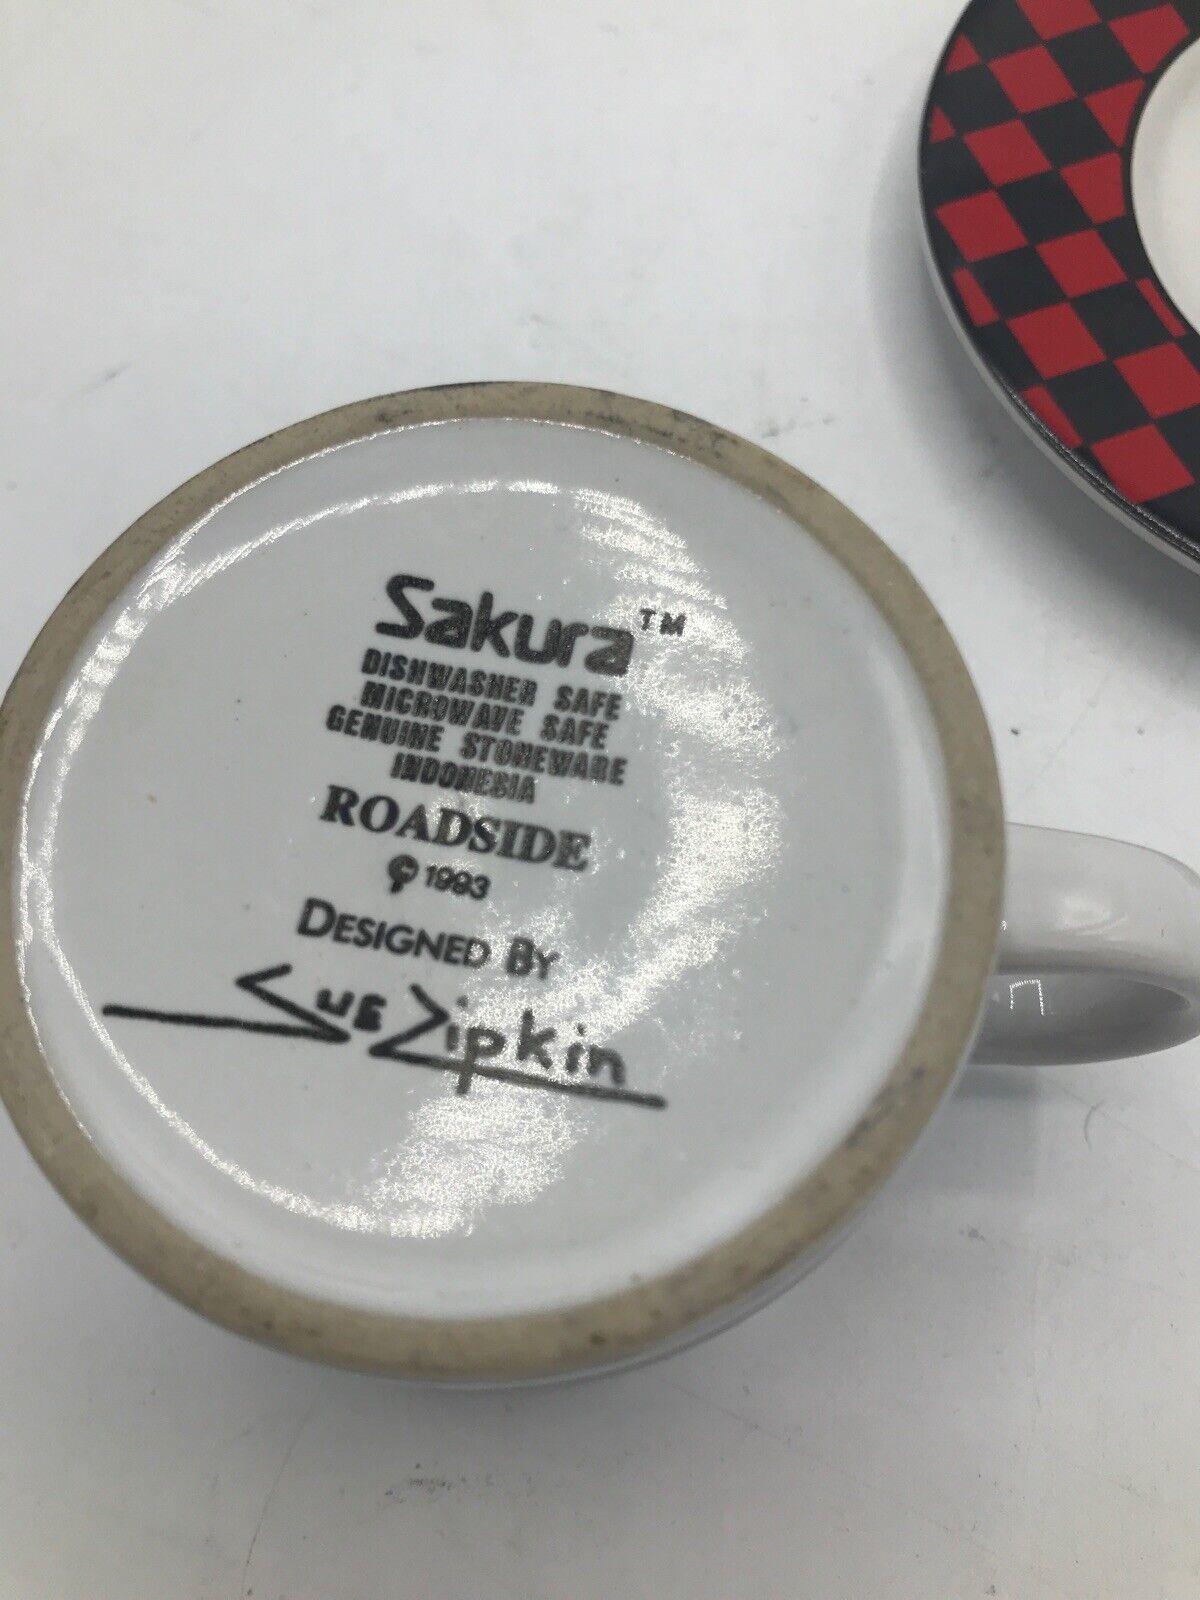 Sakura™
DISHWASHER SAFE
MICROWAVE SAFE
GENUINE STONEWARE
INDONESIA
ROADSIDE
© 1993
DESIGNED BY
Sue Zipkin